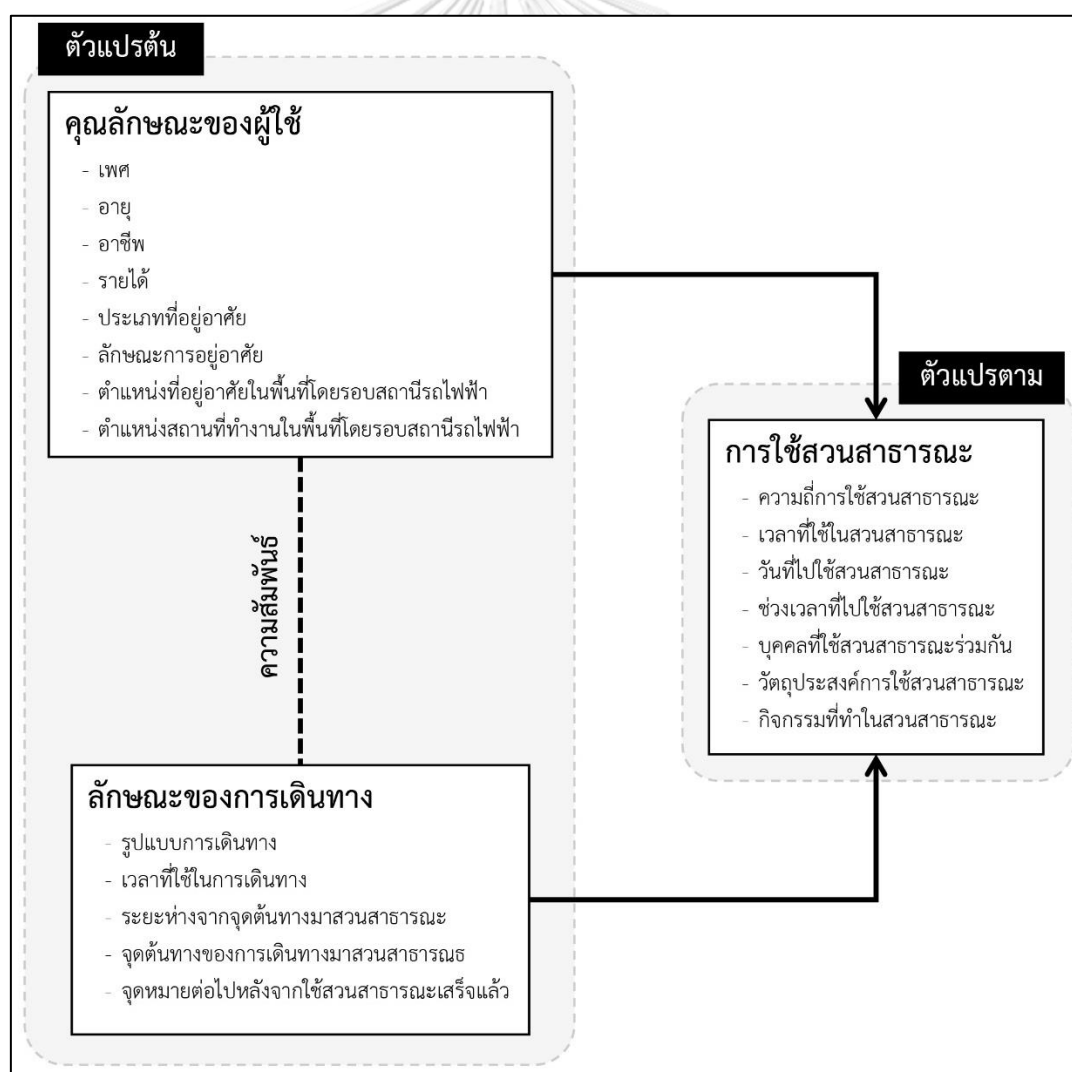 ตัวแปรต้น
คุณลักษณะของผู้ใช้
- เพศ
- อายุ
- อาชีพ
- รายได้
- ประเภทที่อยู่อาศัย
- ลักษณะการอยู่อาศัย
- ตำแหน่งที่อยู่อาศัยในพื้นที่โดยรอบสถานีรถไฟฟ้า
- ตำแหน่งสถานที่ทำงานในพื้นที่โดยรอบสถานีรถไฟฟ้า
ความสัมพันธ์
ลักษณะของการเดินทาง
- รูปแบบการเดินทาง
- เวลาที่ใช้ในการเดินทาง
- ระยะห่างจากจุดต้นทางมาสวนสาธารณะ
- จุดต้นทางของการเดินทางมาสวนสาธารณธ
- จุดหมายต่อไปหลังจากใช้สวนสาธารณะเสร็จแล้ว
ตัวแปรตาม
การใช้สวนสาธารณะ
- ความถี่การใช้สวนสาธารณะ
- เวลาที่ใช้ในสวนสาธารณะ
- วันที่ไปใช้สวนสาธารณะ
- ช่วงเวลาที่ไปใช้สวนสาธารณะ
- บุคคลที่ใช้สวนสาธารณะร่วมกัน
- วัตถุประสงค์การใช้สวนสาธารณะ
- กิจกรรมที่ทำในสวนสาธารณะ